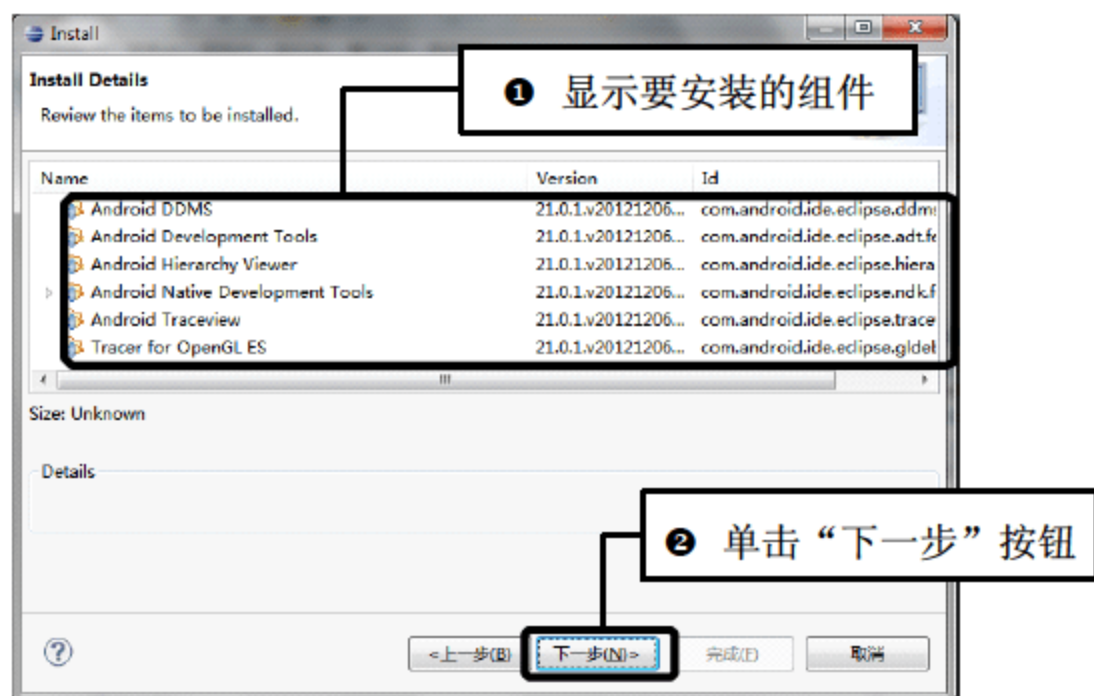 Install
Install Details
Review the items to be installed.
❶ 显示要安装的组件
Name Version Id
Android DDMS 21.0.1.v20121206... com.android.ide.eclipse.ddms
Android Development Tools 21.0.1.v20121206... com.android.ide.eclipse.adt.fe
Android Hierarchy Viewer 21.0.1.v20121206... com.android.ide.eclipse.hiera
Android Native Development Tools 21.0.1.v20121206... com.android.ide.eclipse.ndk.f
Android Traceview 21.0.1.v20121206... com.android.ide.eclipse.trace
Tracer for OpenGL ES 21.0.1.v20121206... com.android.ide.eclipse.glde
Size: Unknown
Details
❷ 单击“下一步”按钮
<上一步(B) 下一步(N)> 完成(F) 取消